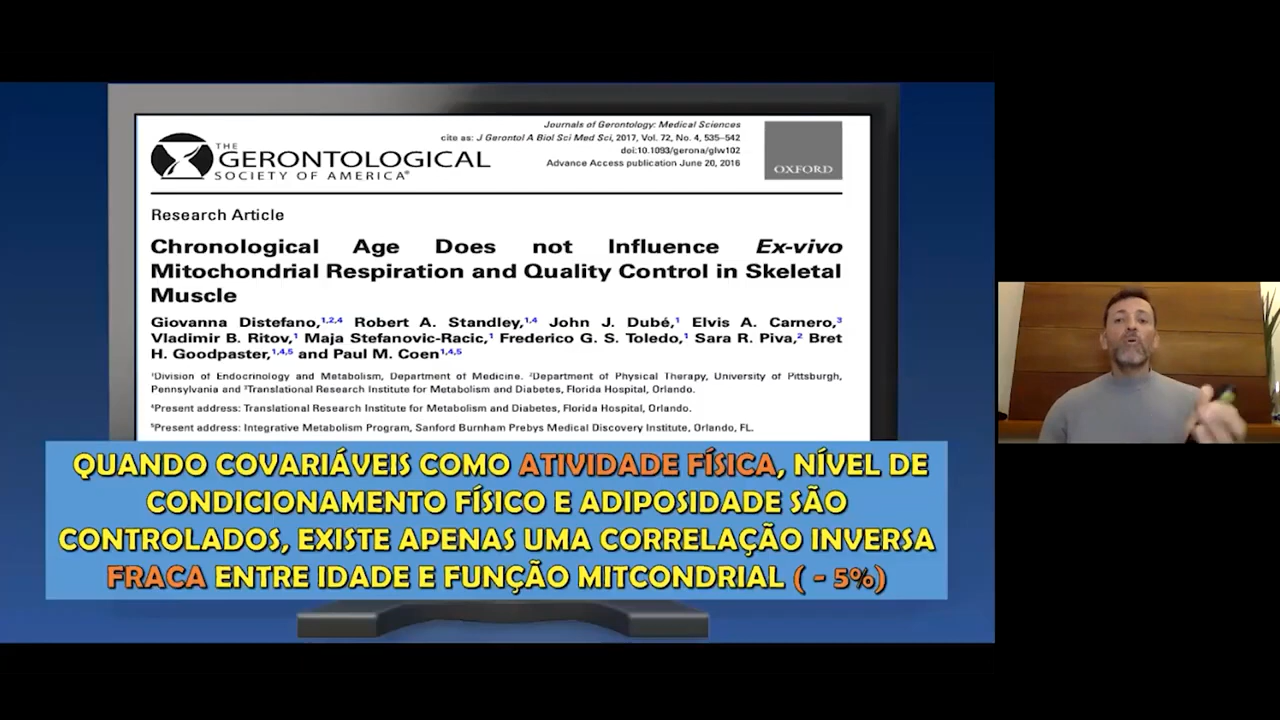 THE
GERONTOLOGICAL
SOCIETY OF AMERICA®
Journals of Gerontology: Medical Sciences
cite as: J Gerontol A Biol Sci Med Sci, 2017, Vol. 72, No. 4, 535–542
doi:10.1093/gerona/glw102
Advance Access publication June 20, 2016
OXFORD
Research Article
Chronological Age Does not Influence Ex-vivo
Mitochondrial Respiration and Quality Control in Skeletal
Muscle
Giovanna Distefano,1,2,4 Robert A. Standley,1,4 John J. Dubé,1 Elvis A. Carnero,3
Vladimir B. Ritov,1 Maja Stefanovic-Racic,1 Frederico G. S. Toledo,1 Sara R. Piva,2 Bret
H. Goodpaster,1,4,5 and Paul M. Coen1,4,5
1Division of Endocrinology and Metabolism, Department of Medicine. 2Department of Physical Therapy, University of Pittsburgh,
Pennsylvania and 3Translational Research Institute for Metabolism and Diabetes, Florida Hospital, Orlando.
4Present address: Translational Research Institute for Metabolism and Diabetes, Florida Hospital, Orlando.
5Present address: Integrative Metabolism Program, Sanford Burnham Prebys Medical Discovery Institute, Orlando, FL.
QUANDO COVARIÁVEIS COMO ATIVIDADE FÍSICA, NÍVEL DE
CONDICIONAMENTO FÍSICO E ADIPOSIDADE SÃO
CONTROLADOS, EXISTE APENAS UMA CORRELAÇÃO INVERSA
FRACA ENTRE IDADE E FUNÇÃO MITCONDRIAL ( - 5%)